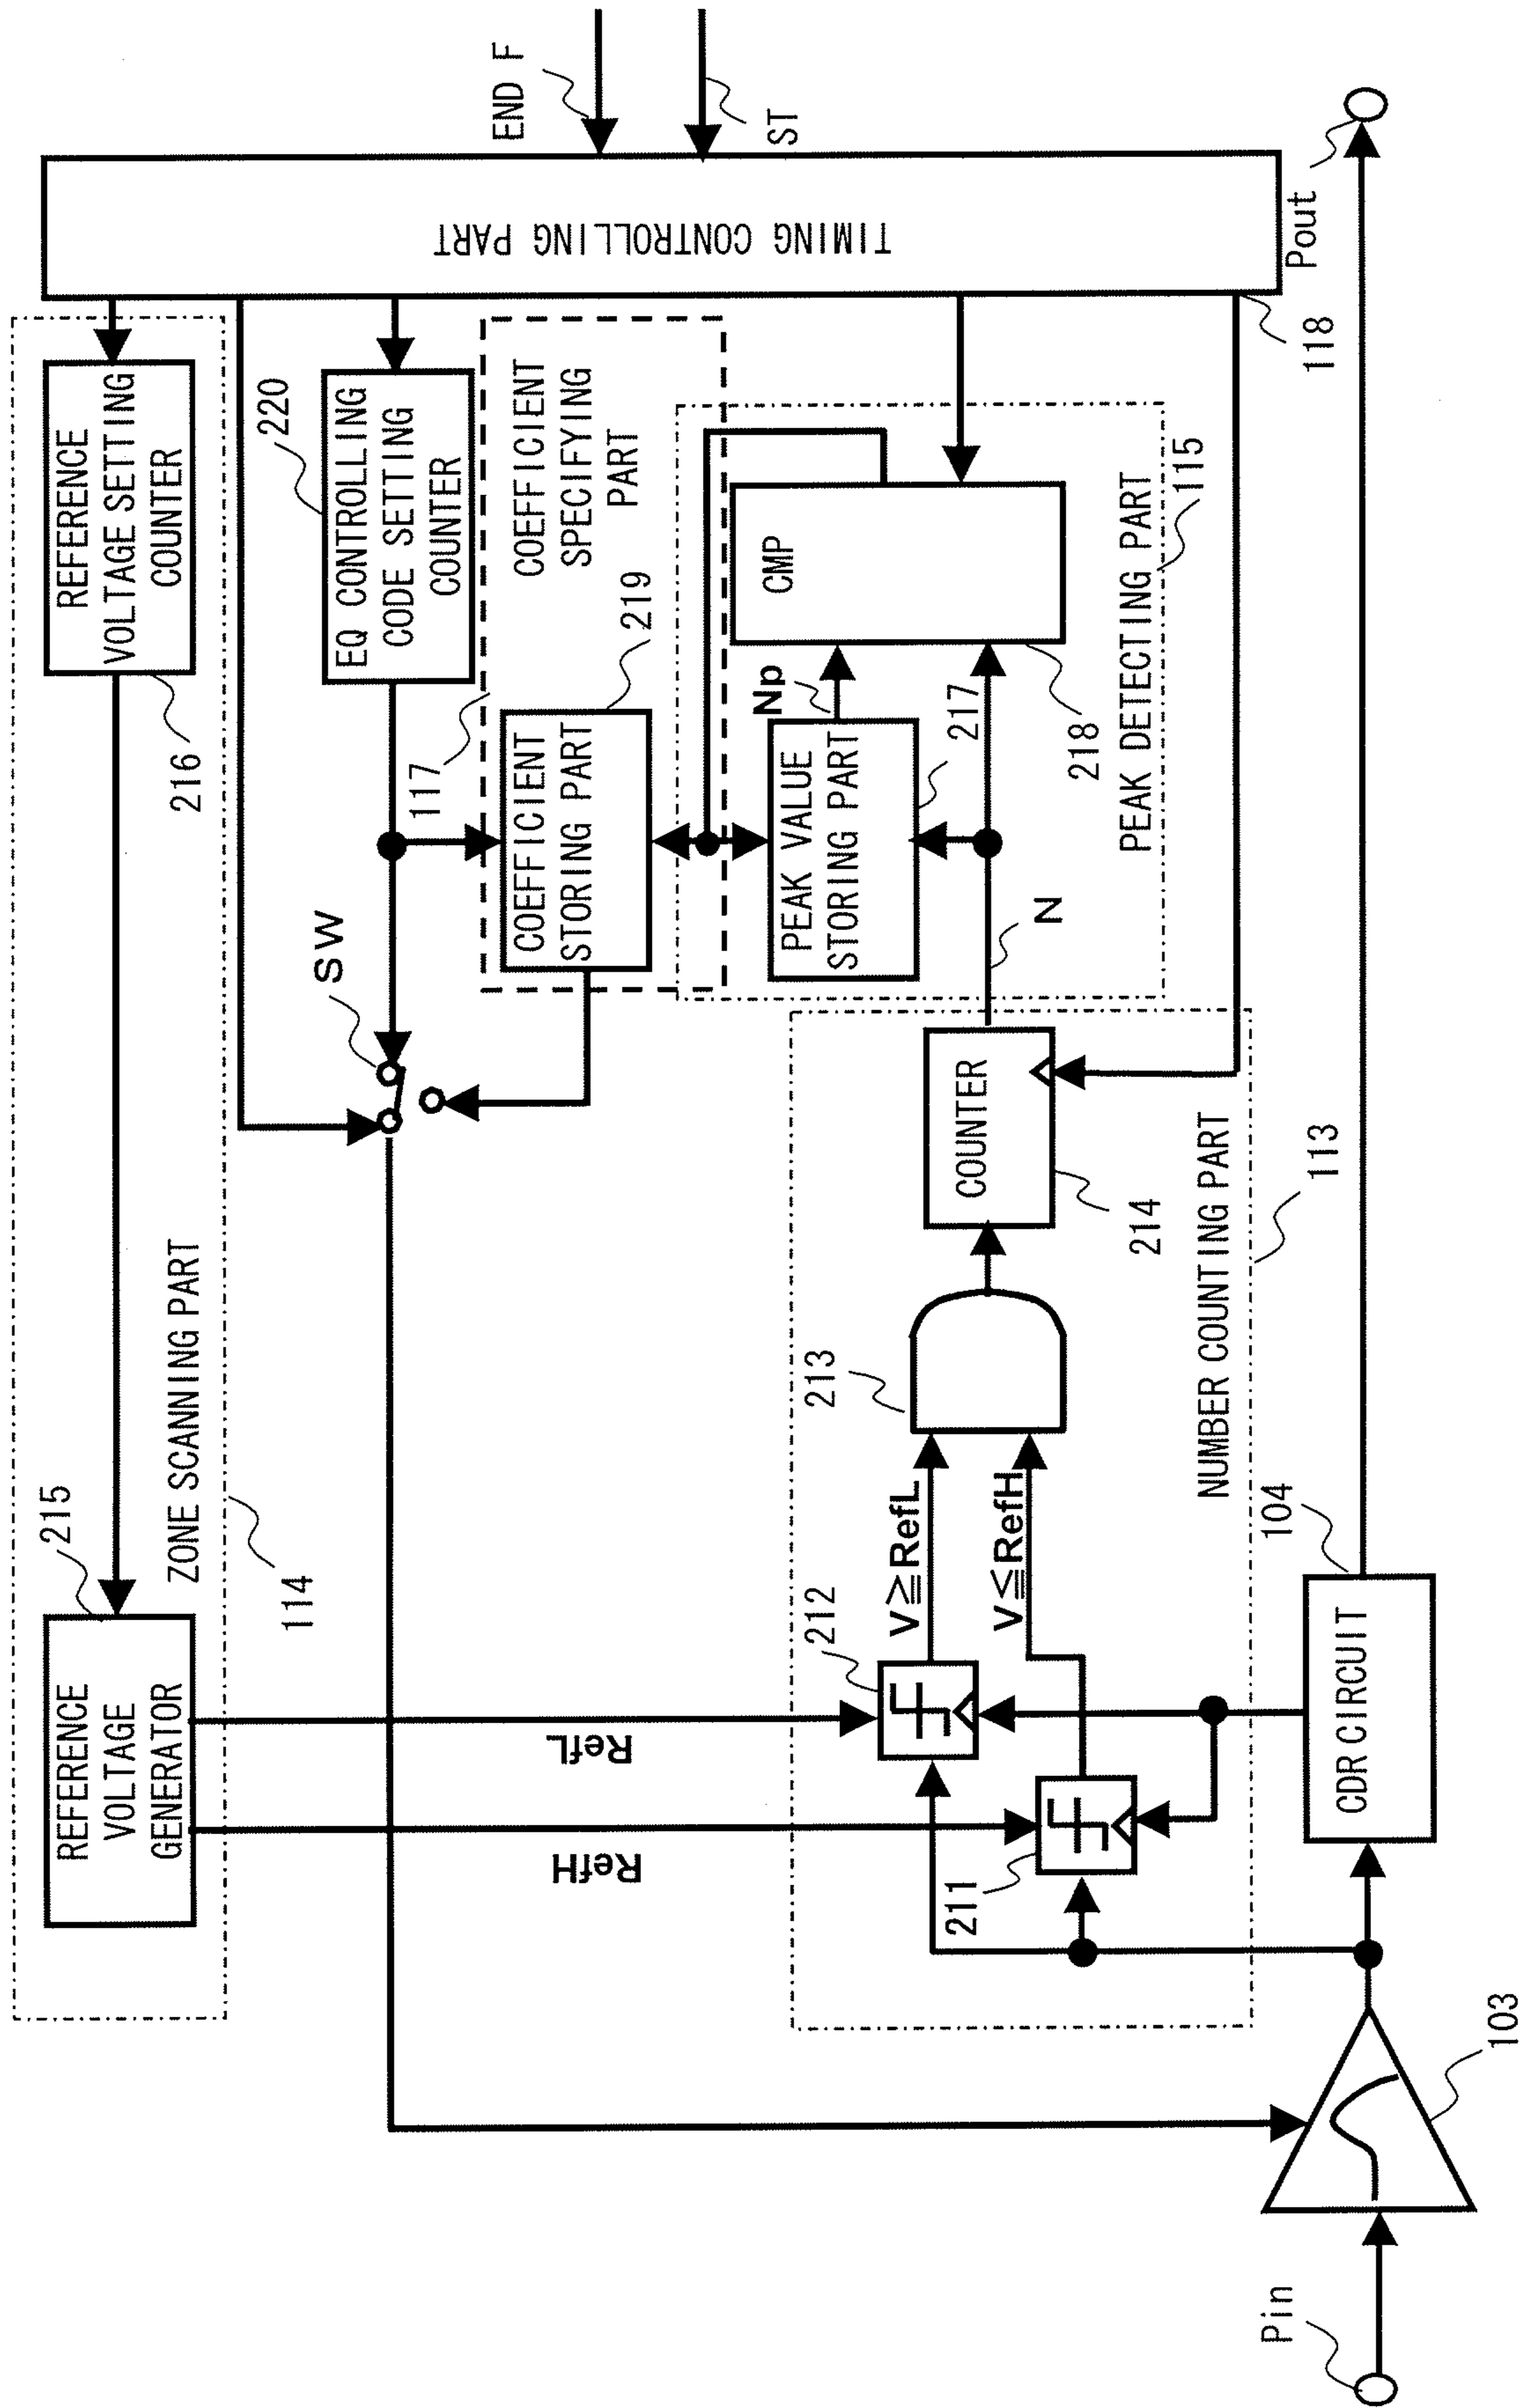 REFERENCE
VOLTAGE
GENERATOR
215
REFERENCE
VOLTAGE SETTING
COUNTER
216
ZONE SCANNING PART
114
RefL
RefH
SW
EQ CONTROLLING
CODE SETTING
COUNTER
220
117
COEFFICIENT
SPECIFYING
PART
COEFFICIENT
STORING PART
219
TIMING CONTROLLING PART
END F
ST
118
PEAK VALUE
STORING PART
217
Np
CMP
218
PEAK DETECTING PART
115
N
COUNTER
214
213
V≧RefL
V≦RefH
212
211
NUMBER COUNTING PART
113
CDR CIRCUIT
104
103
Pin
Pout